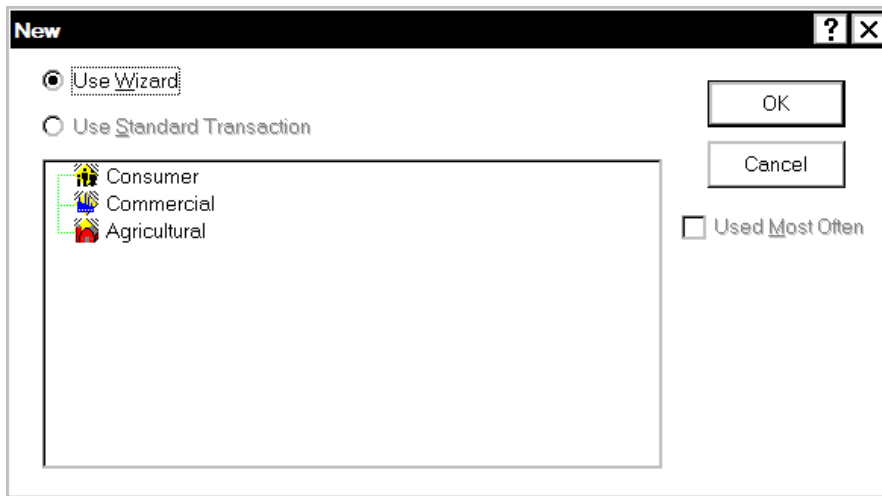 New
?
Use Wizard
OK
Use Standard Transaction
Cancel
Consumer
Commercial
Agricultural
Used Most Often